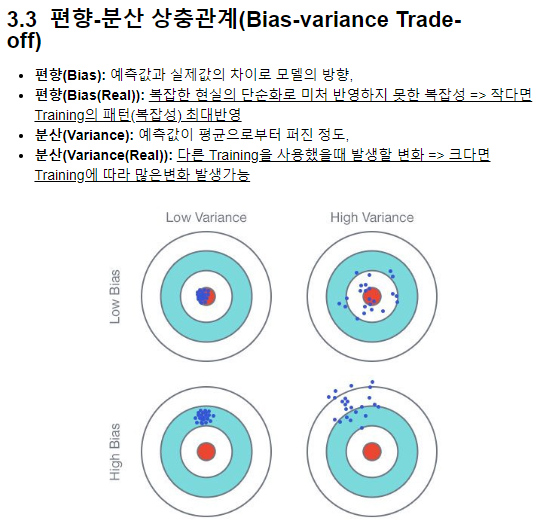 3.3 편향-분산 상충관계(Bias-variance Trade-
off)
편향(Bias): 예측값과 실제값의 차이로 모델의 방향,
편향(Bias(Real)): 복잡한 현실의 단순화로 미처 반영하지 못한 복잡성 => 작다면
Training의 패턴(복잡성) 최대반영
분산(Variance): 예측값이 평균으로부터 퍼진 정도,
분산(Variance(Real)): 다른 Training을 사용했을때 발생할 변화 => 크다면
Training에 따라 많은변화 발생가능
Low Variance
High Variance
Low Bias
High Bias